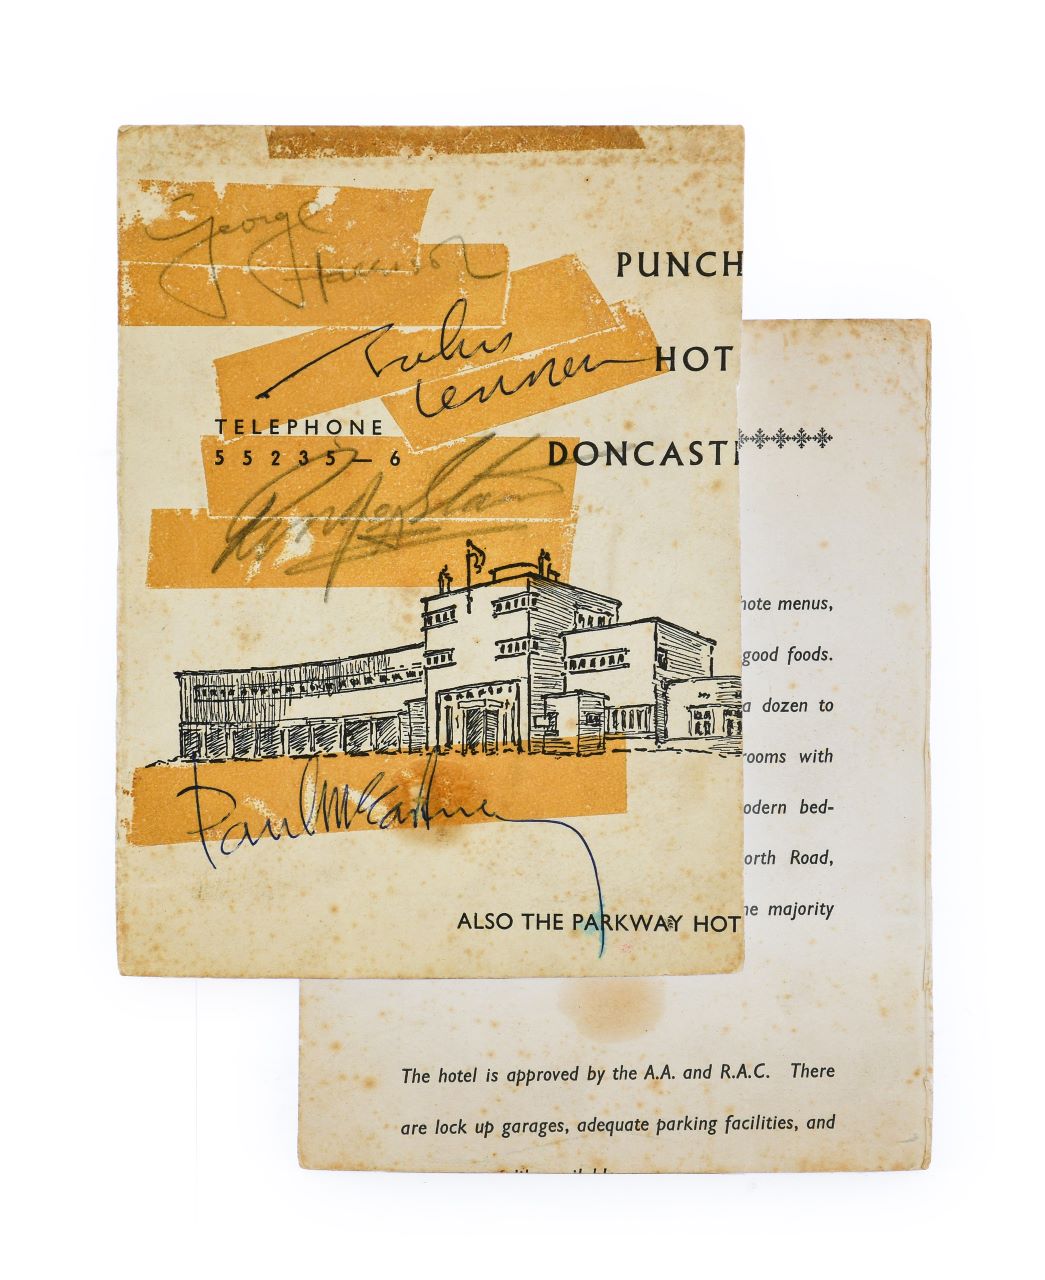 George
Harrison
PUNCH
John
Lennon
HOT
TELEPHONE
55235—6
DONCAST
Ringo Starr
Paul McCartney
ALSO THE PARKWAY HOT
note menus,
good foods.
a dozen to
rooms with
odern bed-
orth Road,
he majority
The hotel is approved by the A.A. and R.A.C. There
are lock up garages, adequate parking facilities, and